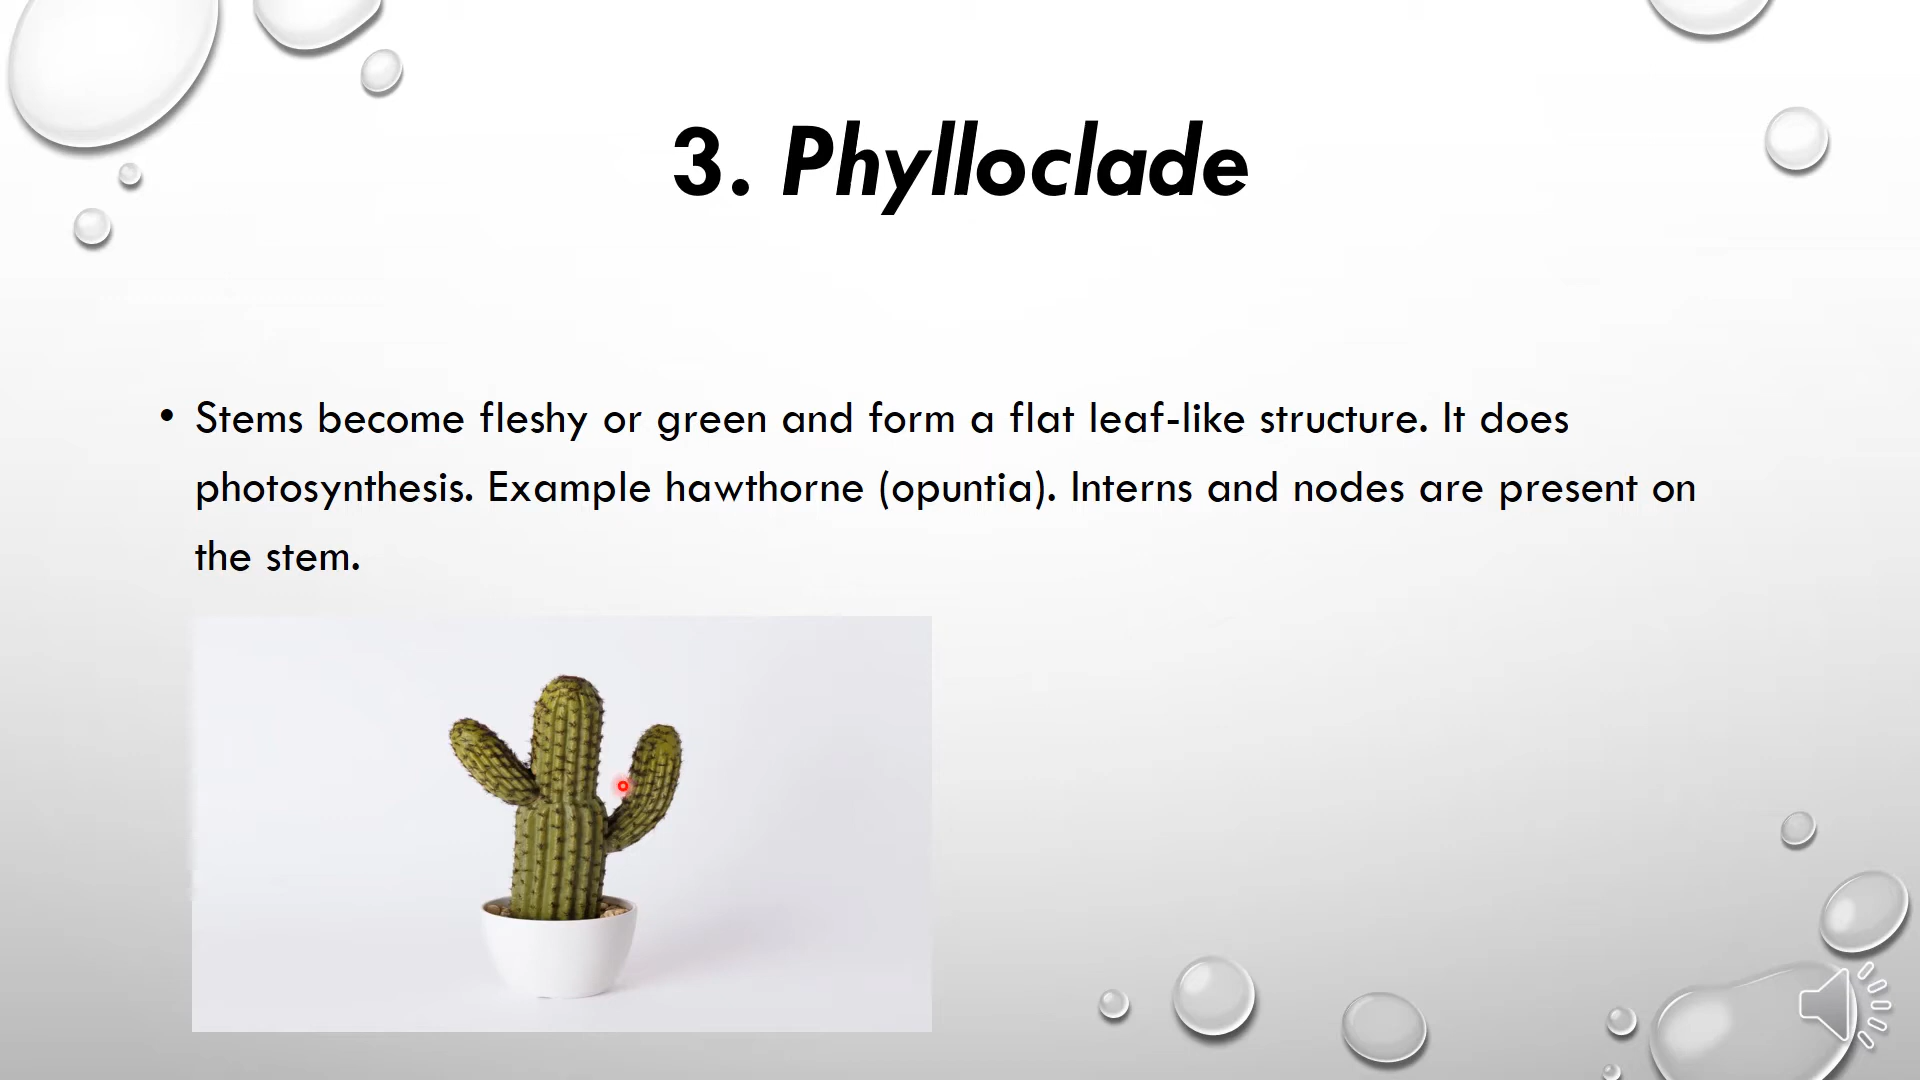 3. Phylloclade
• Stems become fleshy or green and form a flat leaf-like structure. It does
photosynthesis. Example hawthorne (opuntia). Interns and nodes are present on
the stem.